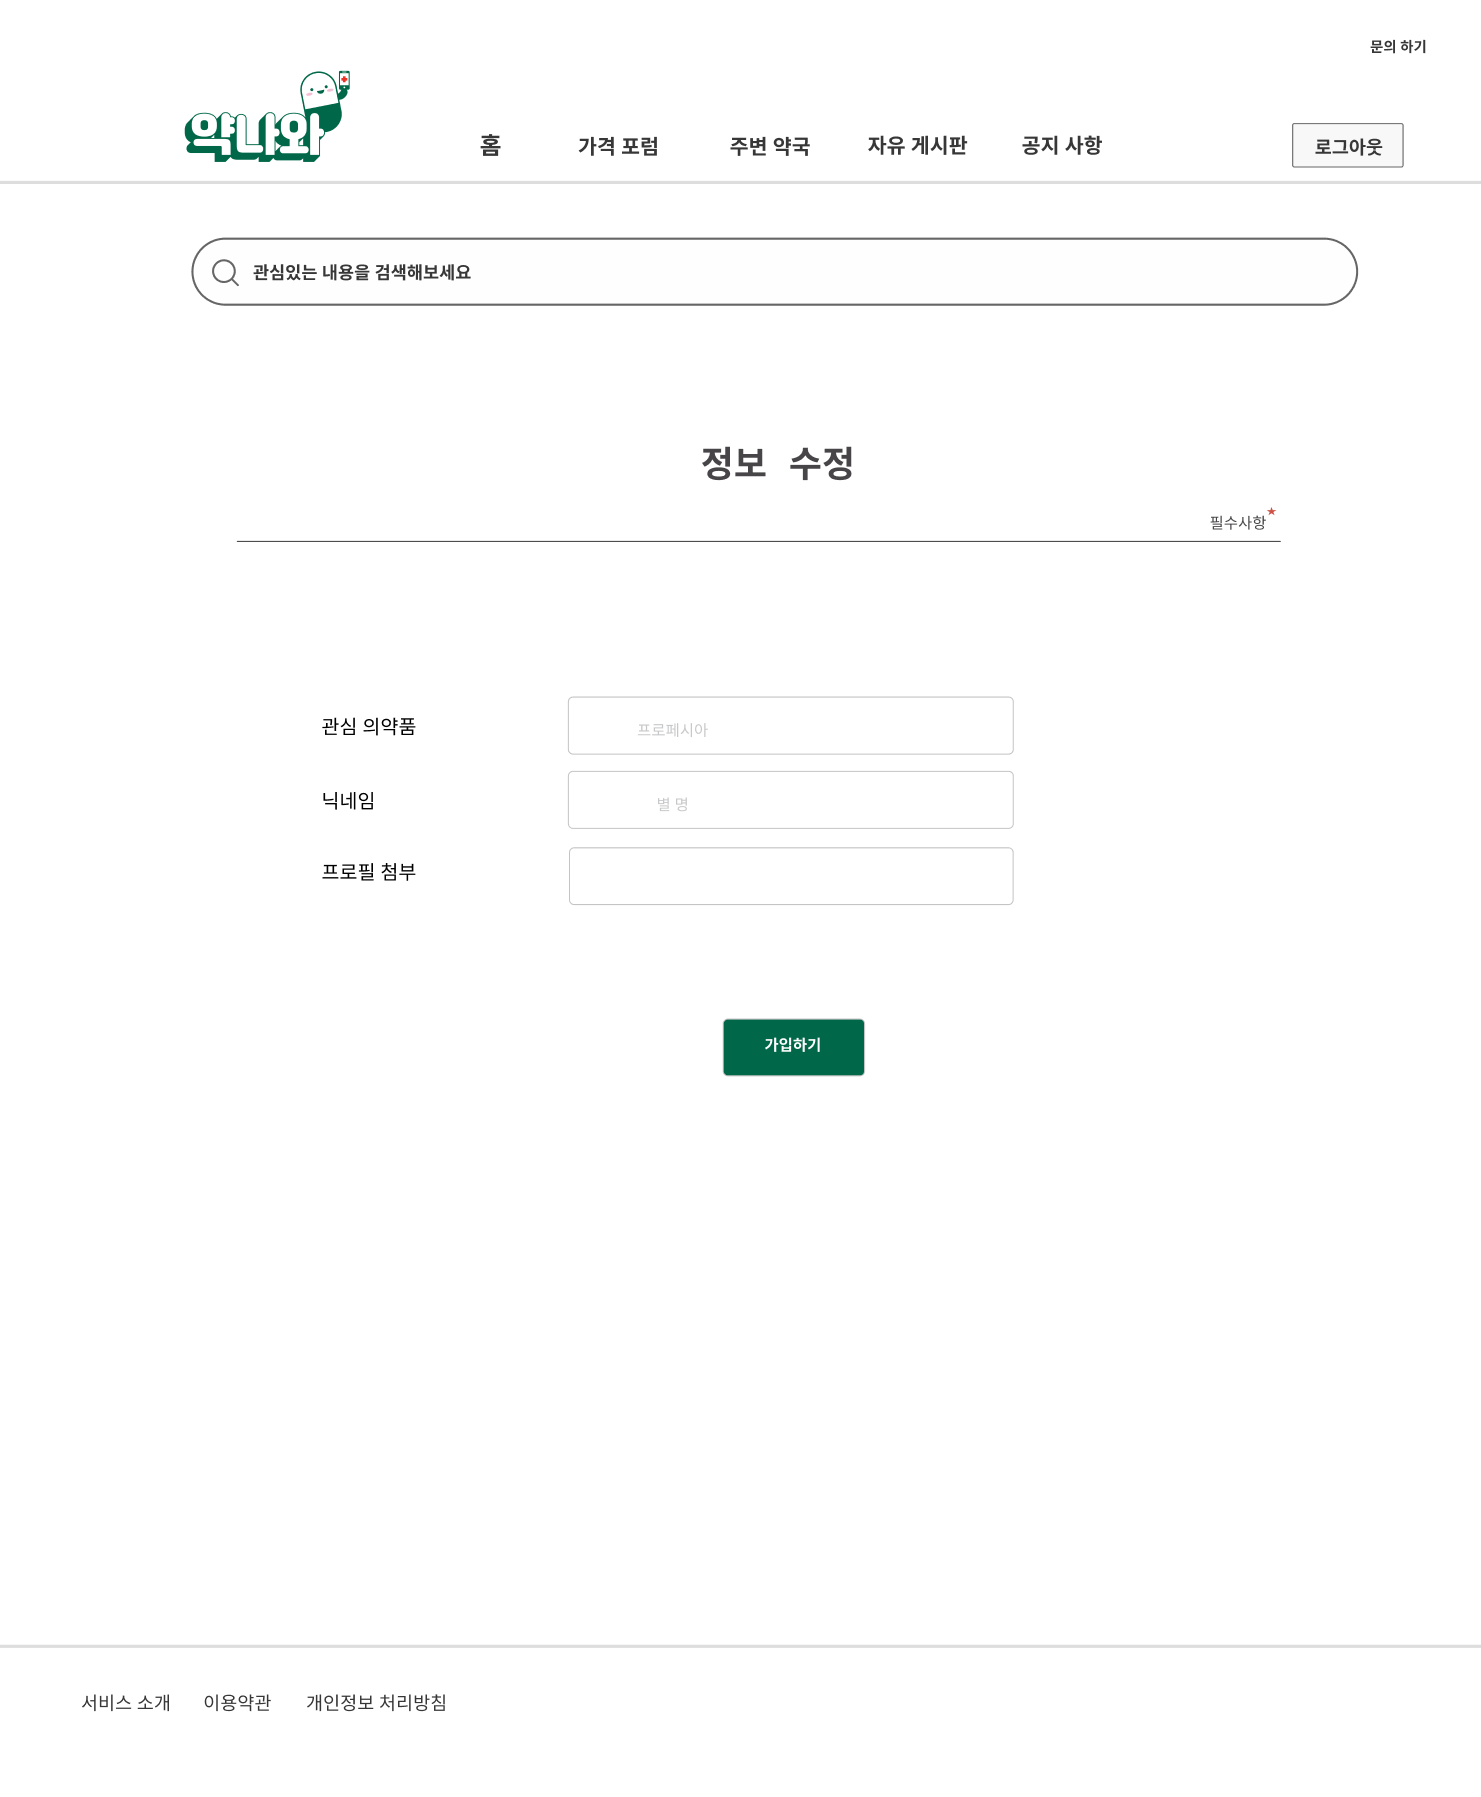 문의 하기
약나와
홈 가격 포럼 주변 약국 자유 게시판 공지 사항 로그아웃
관심있는 내용을 검색해보세요
정보 수정
필수사항★
관심 의약품 프로페시아
닉네임 별 명
프로필 첨부
가입하기
서비스 소개 이용약관 개인정보 처리방침